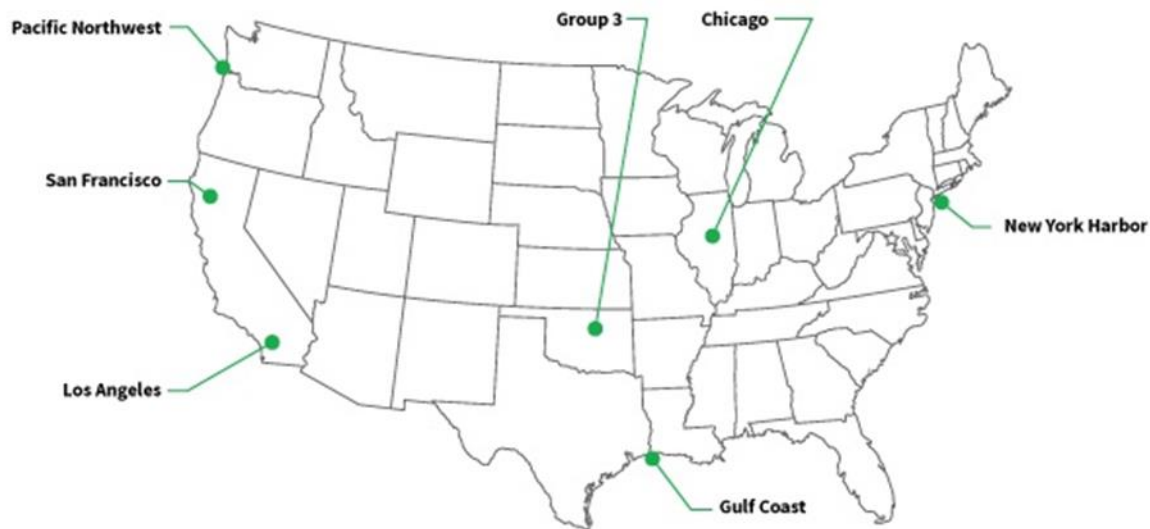 Group 3
Chicago
Pacific Northwest
San Francisco
New York Harbor
Los Angeles
Gulf Coast